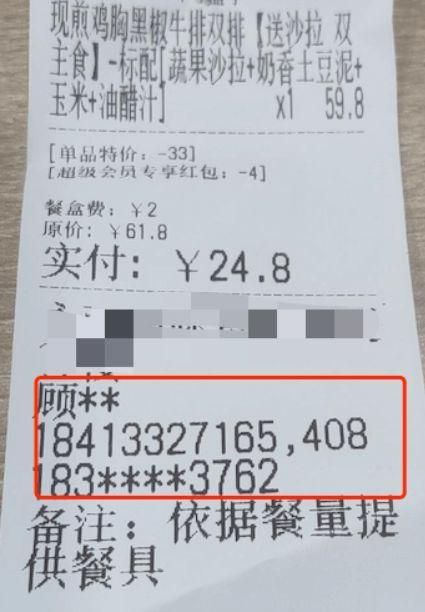 现煎鸡胸黑椒牛排双排【送沙拉 双
主食】-标配[蔬果沙拉+奶香土豆泥+
玉米+油醋汁] x1 59.8
[单品特价: -33]
[超级会员专享红包: -4]
餐盒费: ¥2
原价: ¥61.8
实付: ¥24.8
顾**
18413327165,408
183****3762
备注: 依据餐量提
供餐具